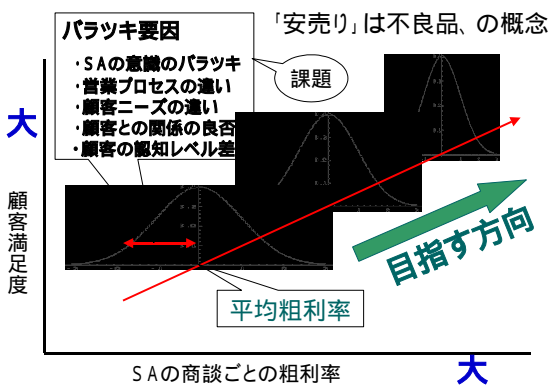 「安売り」は不良品、の概念
バラツキ要因
・SAの意識のバラツキ
・営業プロセスの違い
・顧客ニーズの違い
・顧客との関係の良否
・顧客の認知レベル差
課題
大
顧客満足度
目指す方向
平均粗利率
SAの商談ごとの粗利率
大